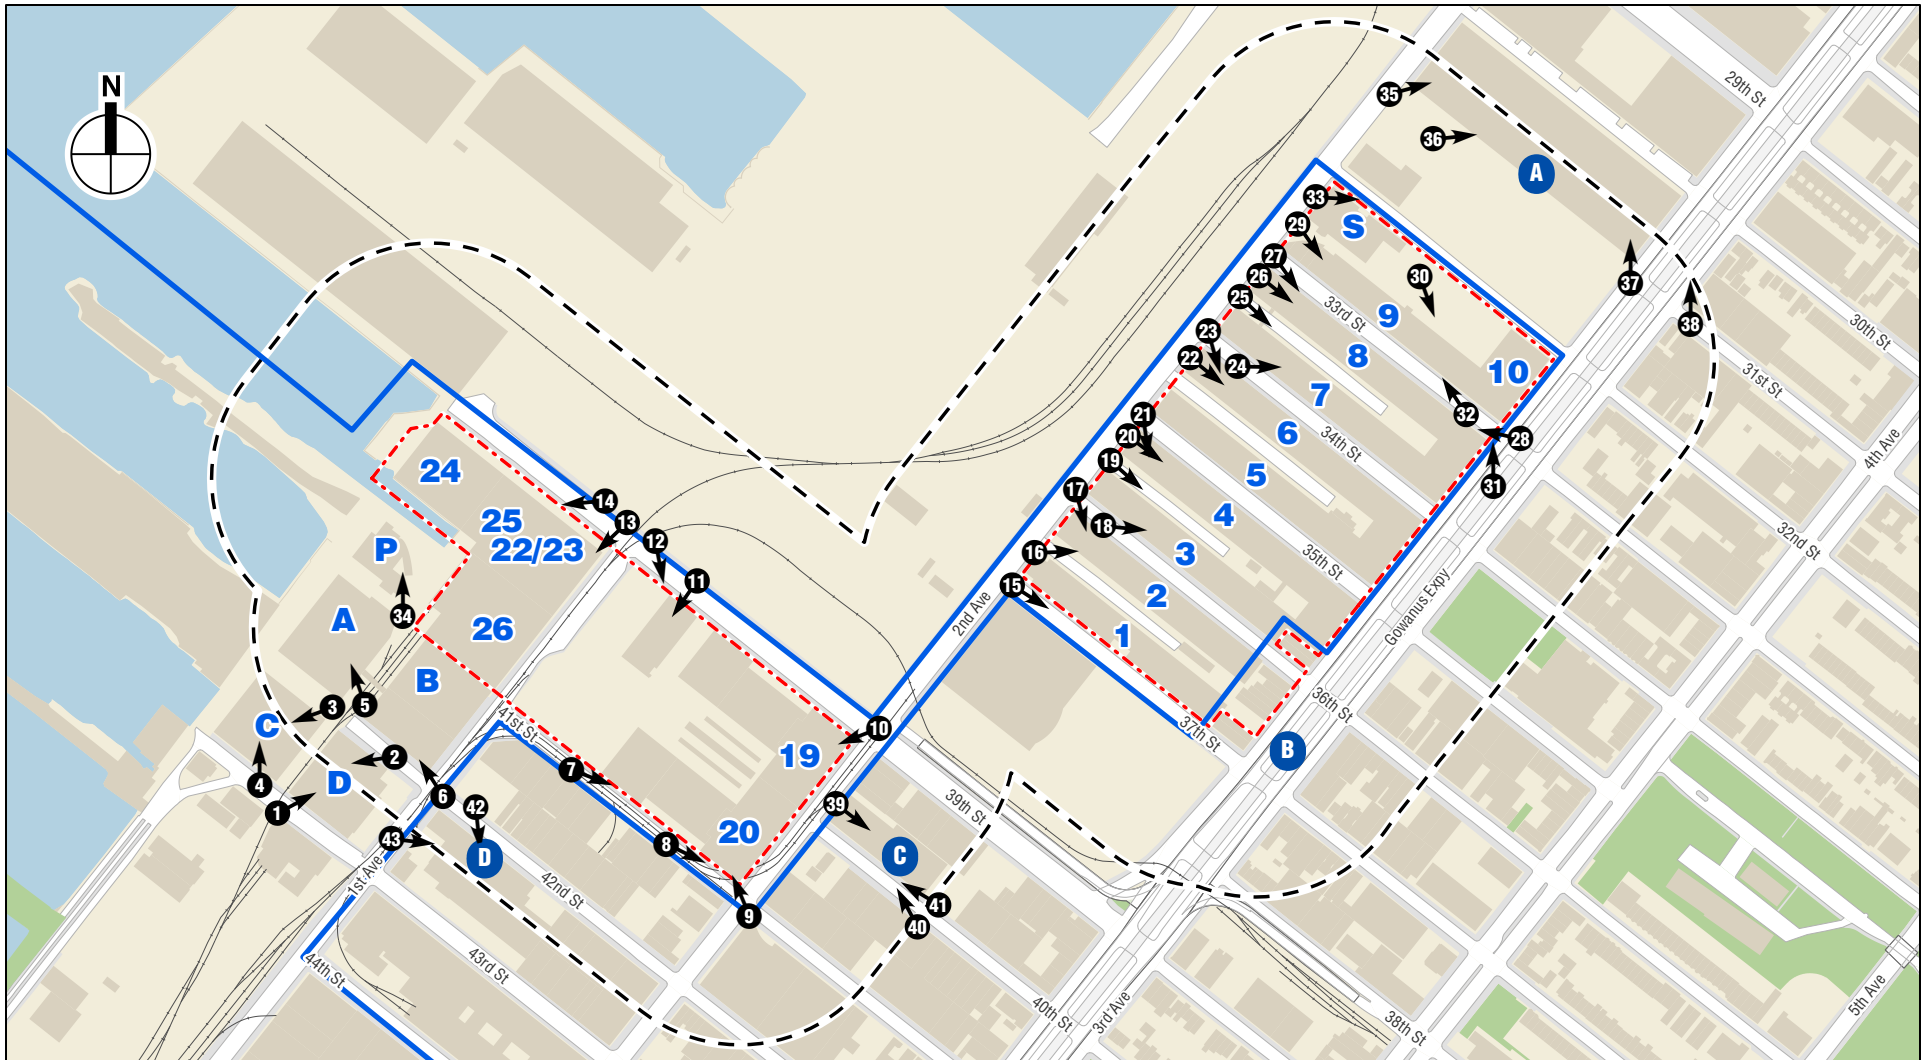 N
29th St
35
36
A
33
S
29
27
30
26
37
25
9
33rd St
38
30th St
23
8
22
24
10
31st St
7
21
32
20
6
34th St
28
4th Ave
19
24
5
31
17
14
4
25
13
18
32nd St
P
22/23
12
16
3
35th St
11
15
2
Gowanus Expy
34
2nd Ave
A
26
1
B
5
3
36th St
C
41st St
10
37th St
B
19
2
7
4
D
6
1
42
39
39th St
20
43
8
C
D
1st Ave
42nd St
41
9
40
43rd St
44th St
40th St
3rd Ave
38th St
5th Ave